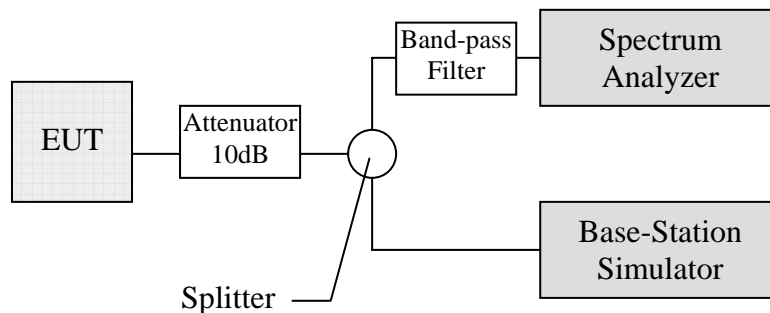 Band-pass
Filter
Spectrum
Analyzer
EUT
Attenuator
10dB
Base-Station
Simulator
Splitter